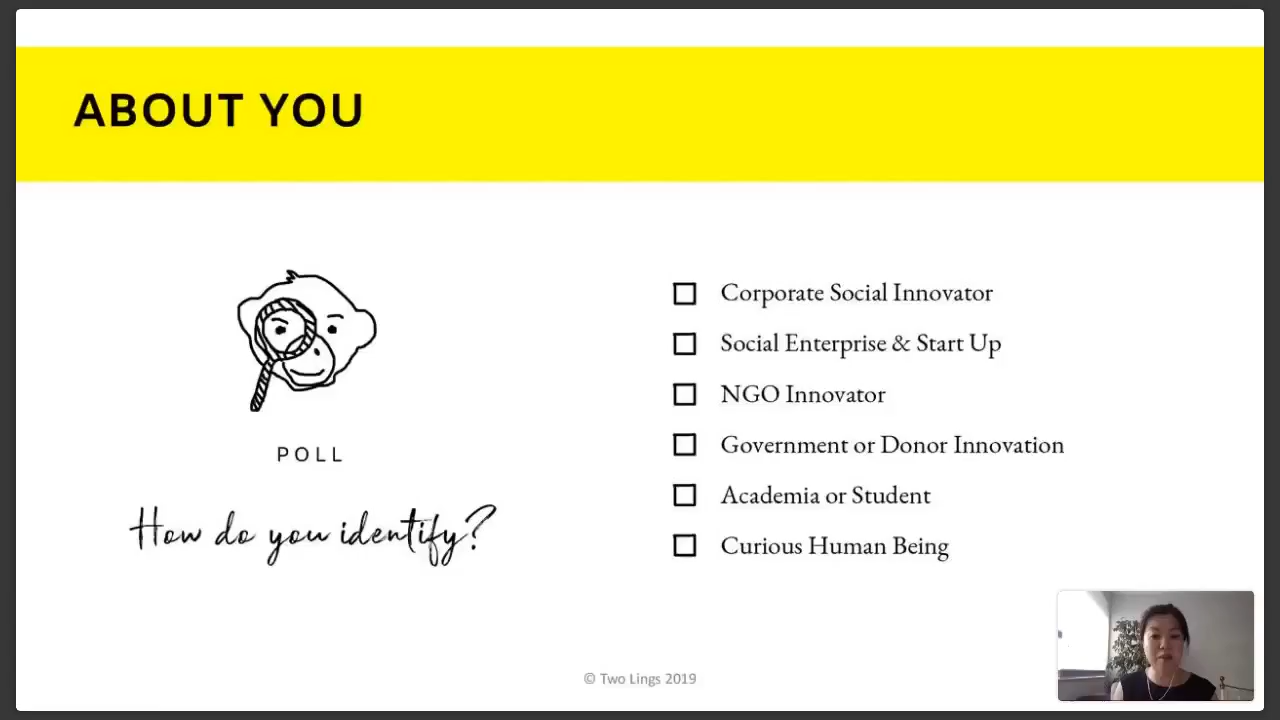 ABOUT YOU
POLL
How do you identify?
Corporate Social Innovator
Social Enterprise & Start Up
NGO Innovator
Government or Donor Innovation
Academia or Student
Curious Human Being
© Two Lings 2019